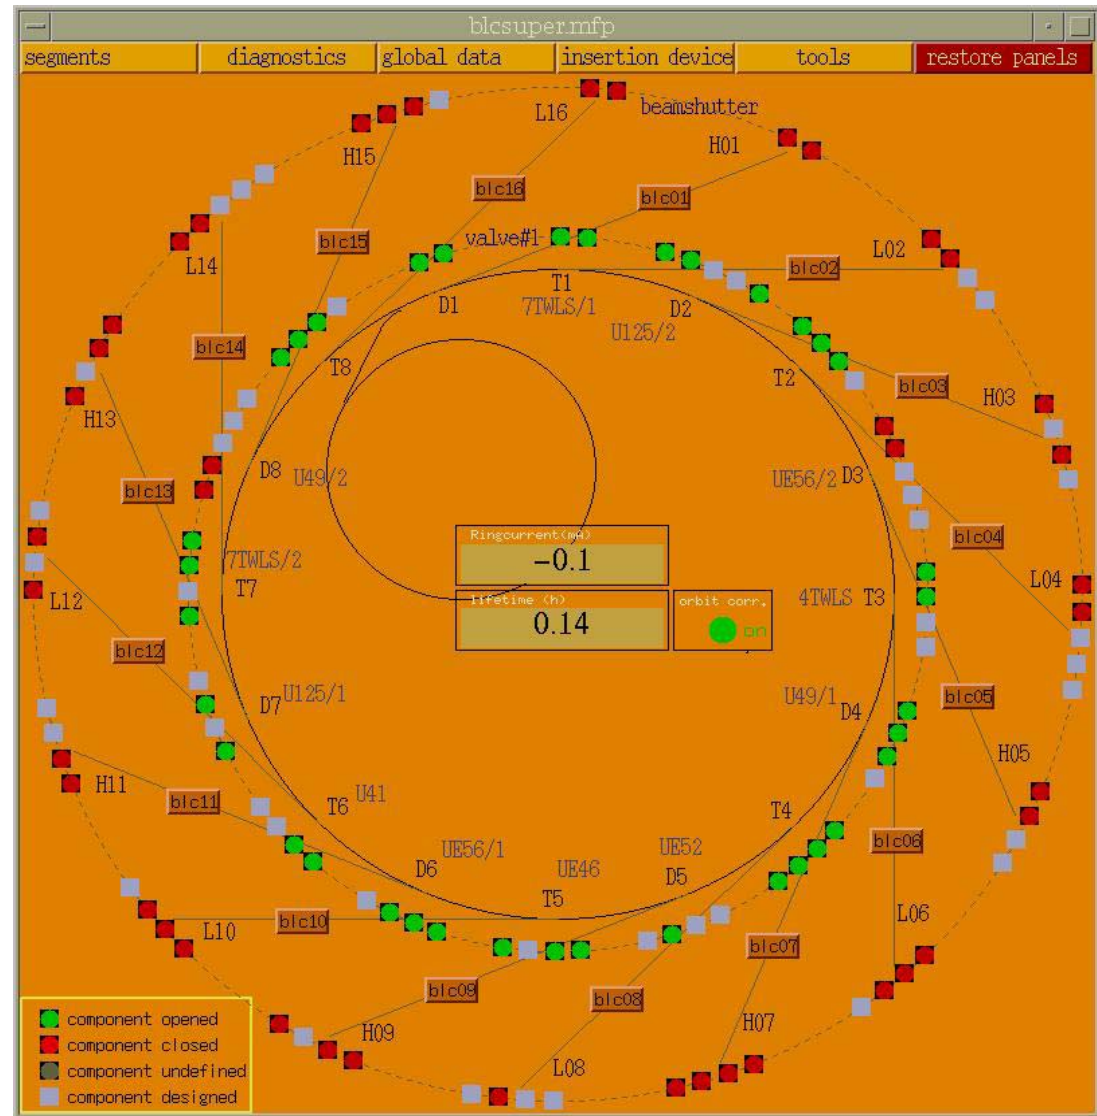 blcsuper.mfp
segments diagnostics global data insertion device tools restore panels
L16
beamshutter
H01
H15
blc16
blc01
blc15
valve#1
L02
L14
blc02
D1
T1
7TWLS/1
D2
U125/2
blc14
T8
T2
blc03
H03
H13
D8
U49/2
UE56/2
D3
blc13
Ringcurrent(mA)
-0.1
blc04
7TWLS/2
T7
L12
lifetime (h)
0.14
orbit corr.
on
4TWLS
T3
L04
blc12
D7
U125/1
U49/1
D4
blc05
H05
H11
blc11
T6
U41
T4
UE56/1
UE52
blc06
D6
UE46
D5
T5
L10
blc10
L06
blc07
blc09
blc08
H09
H07
L08
component opened
component closed
component undefined
component designed